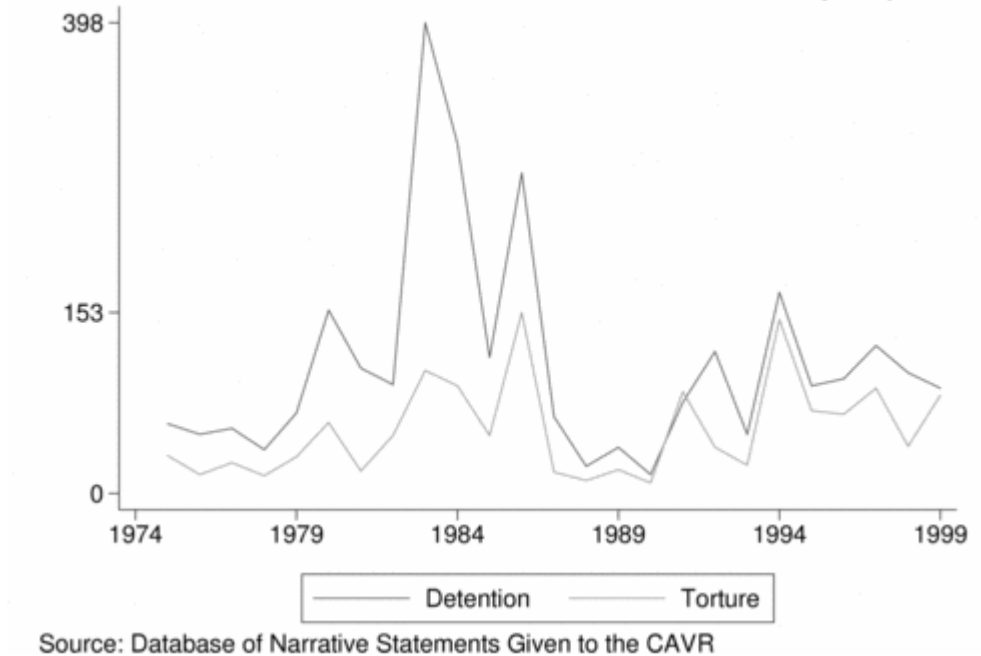 398
153
0
1974 1979 1984 1989 1994 1999
Detention Torture
Source: Database of Narrative Statements Given to the CAVR